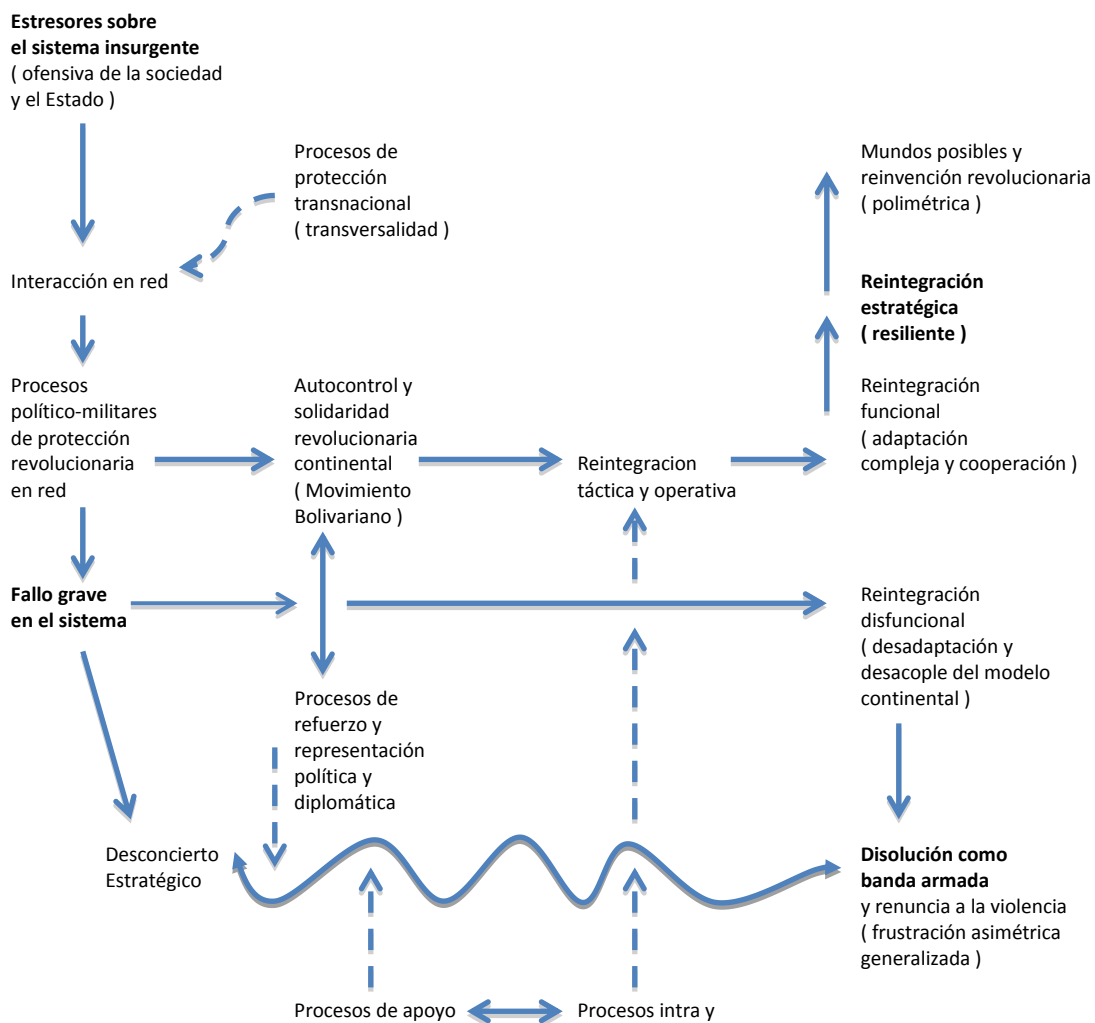 Estresores sobre
el sistema insurgente
( ofensiva de la sociedad
y el Estado )
Procesos de
protección
transnacional
( transversalidad )
Mundos posibles y
reinvención revolucionaria
( polimétrica )
Interacción en red
Reintegración
estratégica
( resiliente )
Procesos
político-militares
de protección
revolucionaria
en red
Autocontrol y
solidaridad
revolucionaria
continental
( Movimiento
Bolivariano )
Reintegracion
táctica y operativa
Reintegración
funcional
( adaptación
compleja y cooperación )
Fallo grave
en el sistema
Reintegración
disfuncional
( desadaptación y
desacople del modelo
continental )
Procesos de
refuerzo y
representación
política y
diplomática
Desconcierto
Estratégico
Disolución como
banda armada
y renuncia a la violencia
( frustración asimétrica
generalizada )
Procesos de apoyo
Procesos intra y